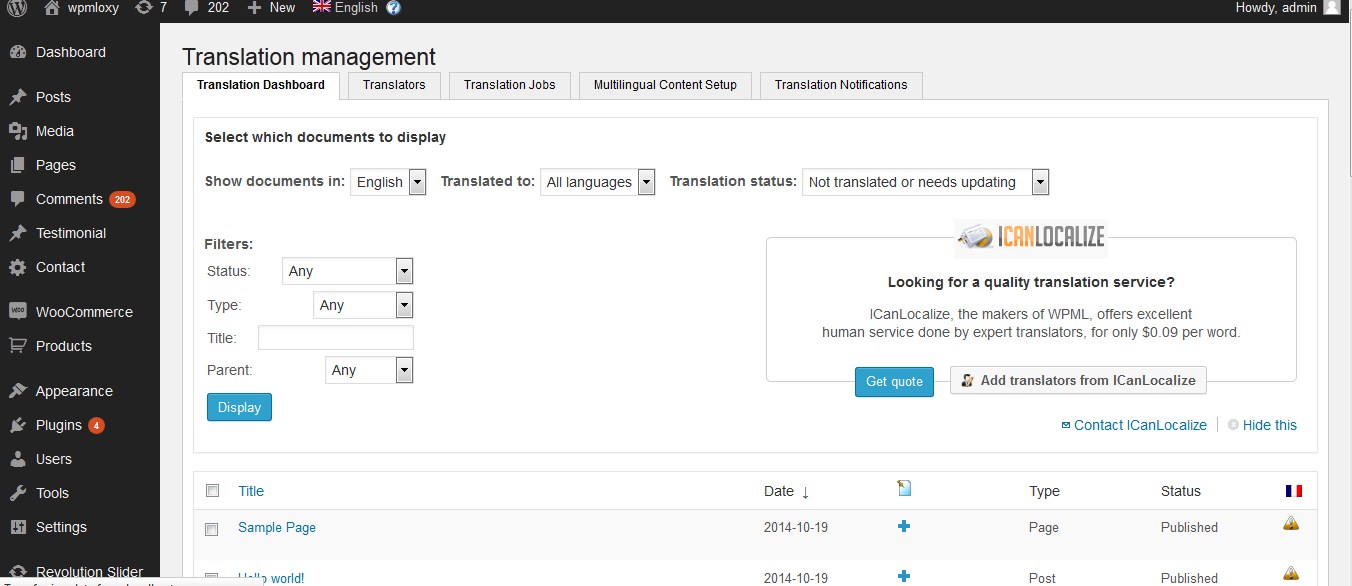 wpmloxy 7 202 New English ? Howdy, admin
Dashboard
Posts
Media
Pages
Comments 202
Testimonial
Contact
WooCommerce
Products
Appearance
Plugins 4
Users
Tools
Settings
Revolution Slider
Translation management
Translation Dashboard Translators Translation Jobs Multilingual Content Setup Translation Notifications
Select which documents to display
Show documents in: English Translated to: All languages Translation status: Not translated or needs updating
Filters:
Status: Any
Type: Any
Title:
Parent: Any
Display
ICANLOCALIZE
Looking for a quality translation service?
ICanLocalize, the makers of WPML, offers excellent
human service done by expert translators, for only $0.09 per word.
Get quote Add translators from ICanLocalize
Contact ICanLocalize Hide this
Title Date ↓ Type Status
Sample Page 2014-10-19 Page Published
Hello world! 2014-10-19 Post Published